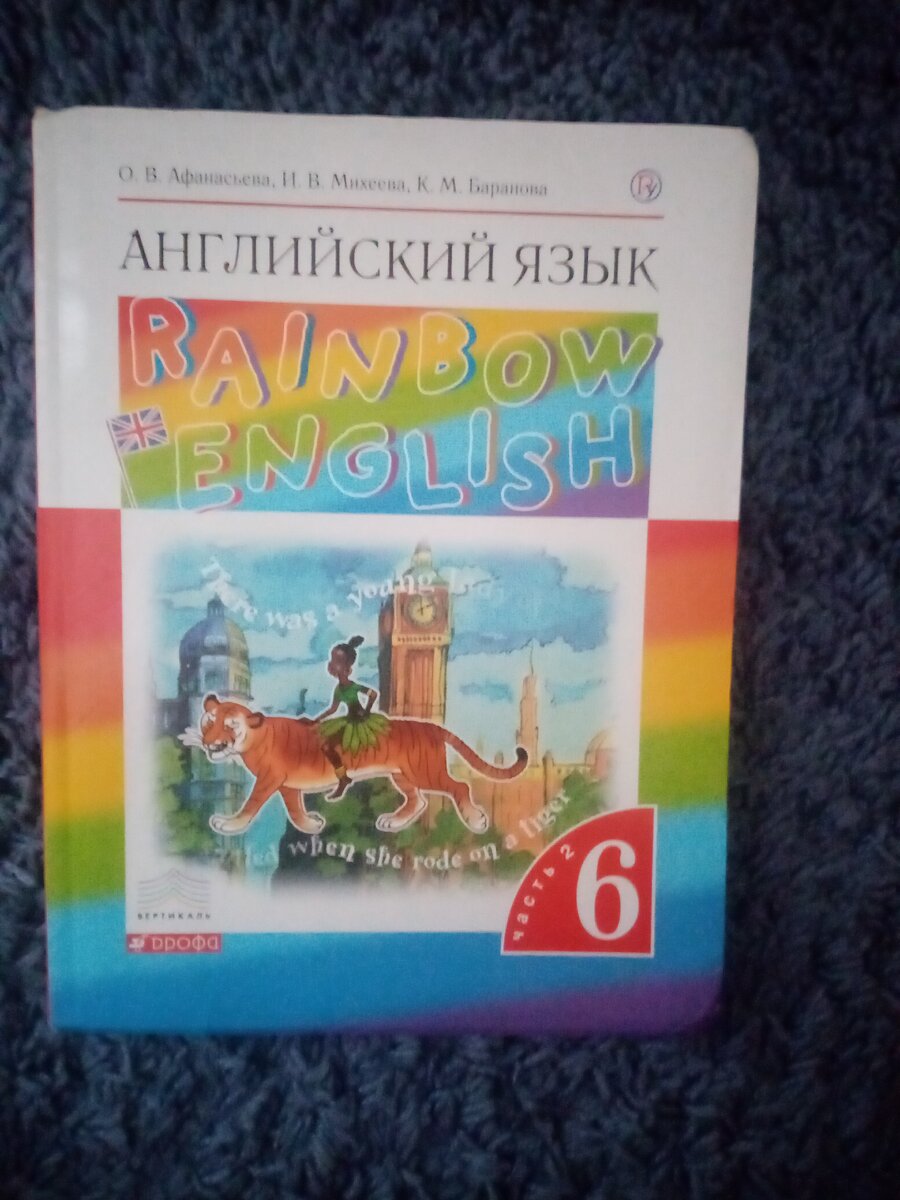 О. В. Афанасьева, И. В. Михеева, К. М. Баранова
АНГЛИЙСКИЙ ЯЗЫК
RAINBOW
ENGLISH
There was a young
when she rode on a tiger
часть 2
6
ВЕРТИКАЛЬ
дрофа